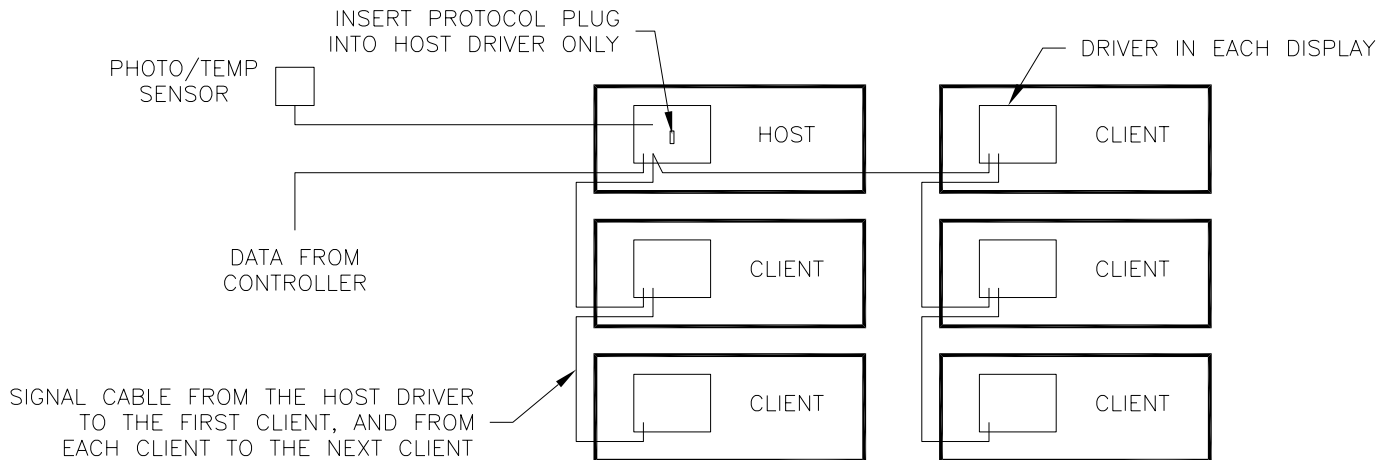 INSERT PROTOCOL PLUG
INTO HOST DRIVER ONLY
DRIVER IN EACH DISPLAY
PHOTO/TEMP
SENSOR
HOST
CLIENT
DATA FROM
CONTROLLER
CLIENT
CLIENT
SIGNAL CABLE FROM THE HOST DRIVER
TO THE FIRST CLIENT, AND FROM
EACH CLIENT TO THE NEXT CLIENT
CLIENT
CLIENT